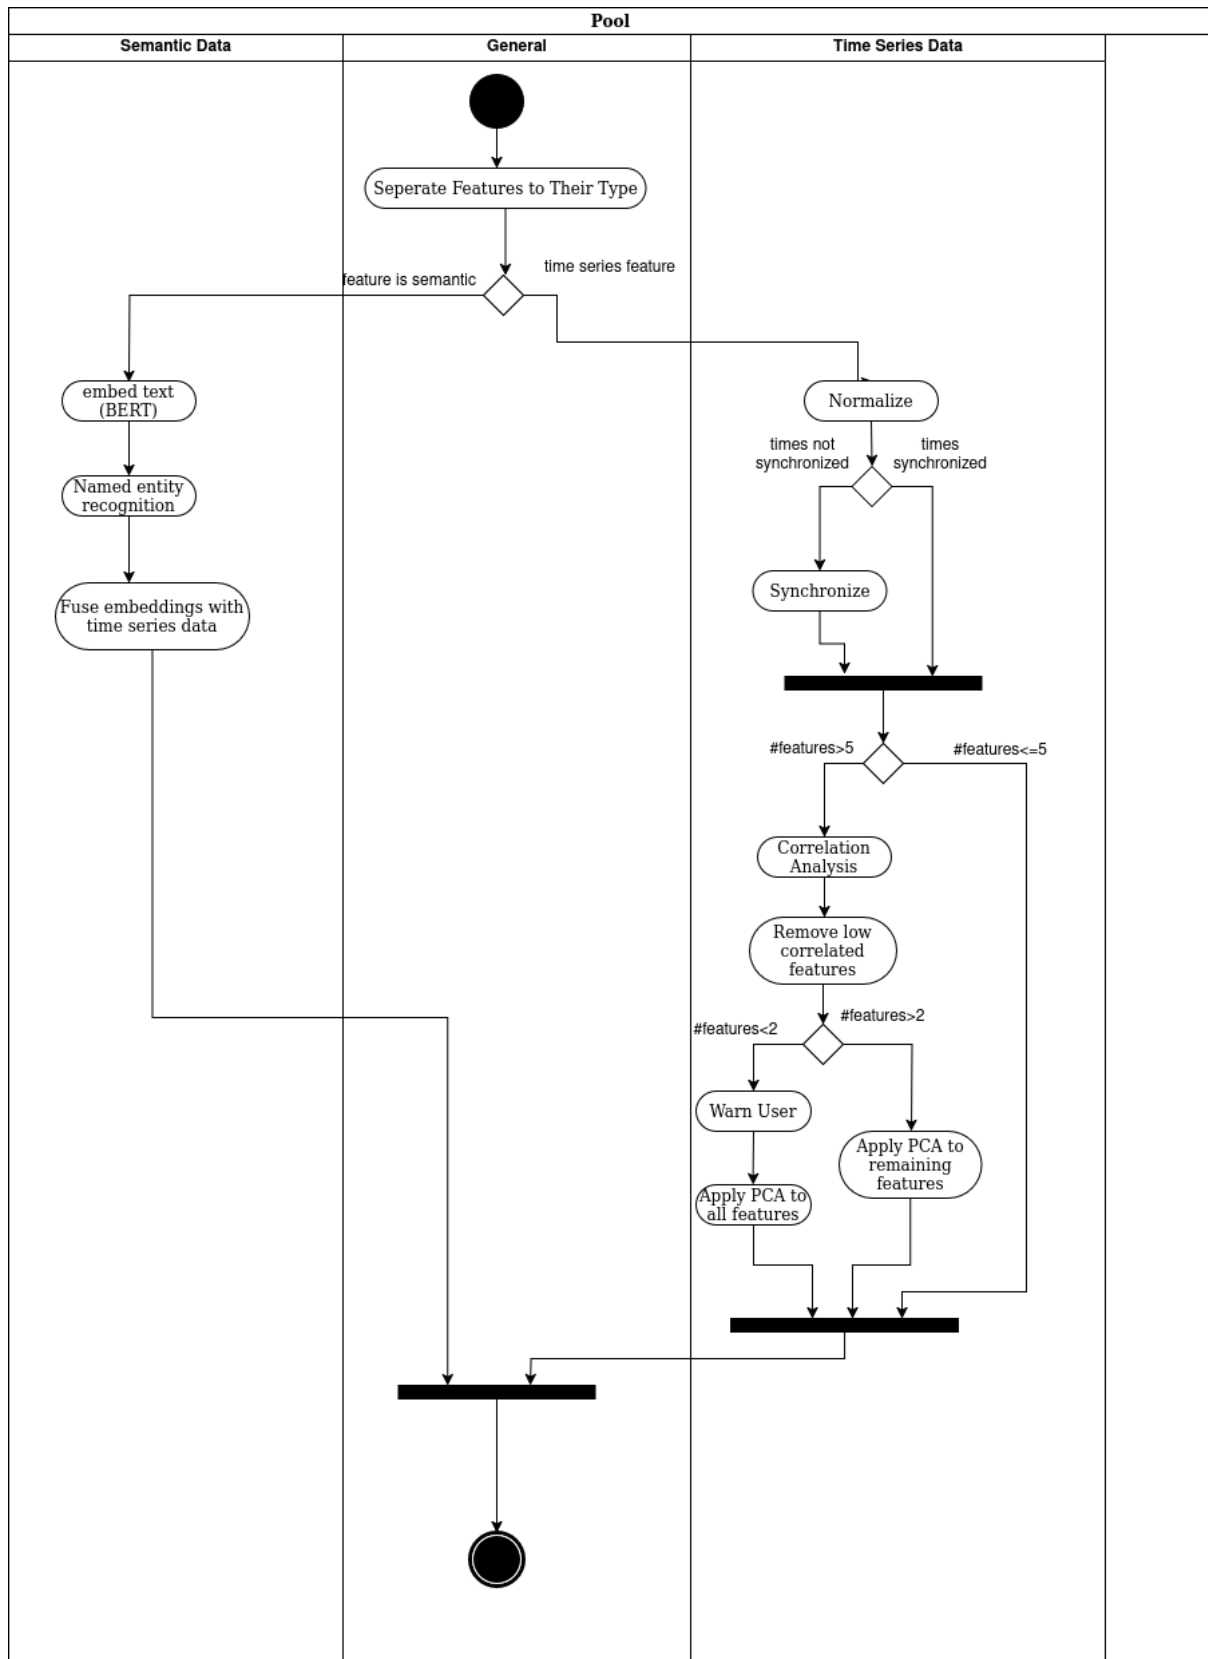 Pool
Semantic Data
General
Time Series Data
Seperate Features to Their Type
feature is semantic
time series feature
embed text
(BERT)
Normalize
times not
synchronized
times
synchronized
Named entity
recognition
Synchronize
Fuse embeddings with
time series data
#features>5
#features<=5
Correlation
Analysis
Remove low
correlated
features
#features<2
#features>2
Warn User
Apply PCA to
remaining
features
Apply PCA to
all features